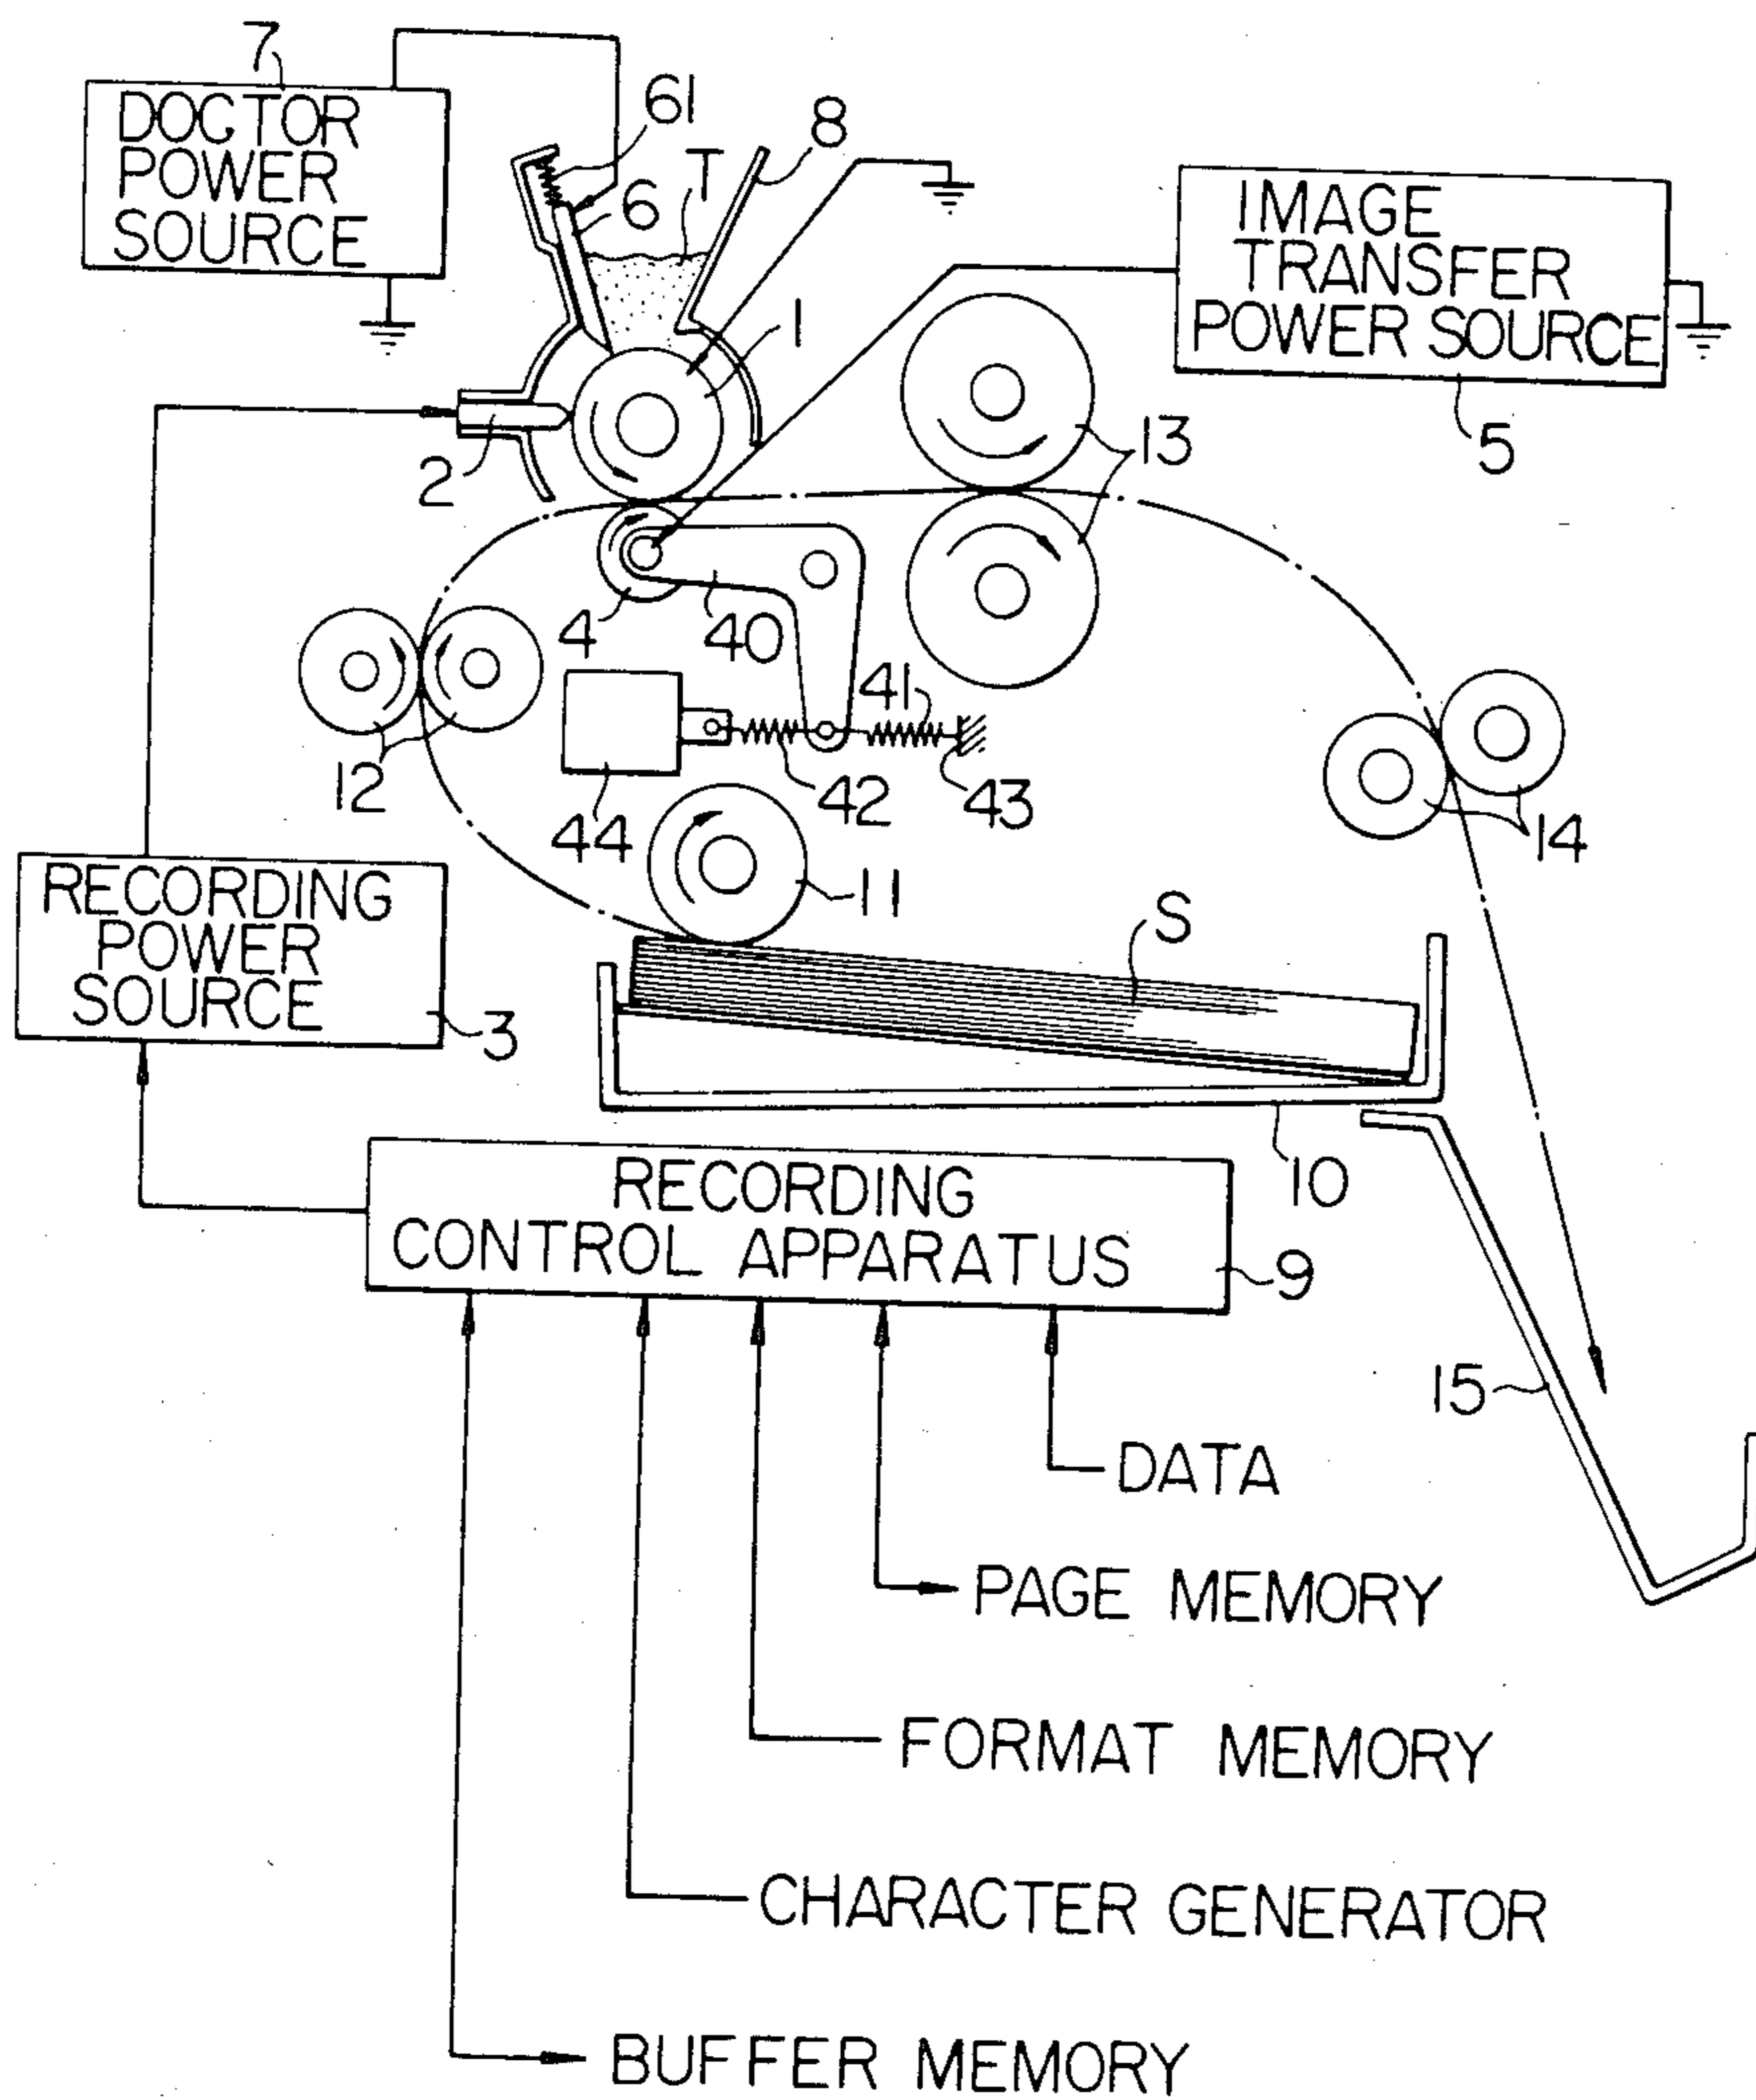 7
DOCTOR
POWER
SOURCE
61
6
T
8
1
IMAGE
TRANSFER
POWER SOURCE
5
2
13
4
40
41
42
43
44
12
14
11
S
RECORDING
POWER
SOURCE
3
10
RECORDING
CONTROL APPARATUS
9
15
DATA
PAGE MEMORY
FORMAT MEMORY
CHARACTER GENERATOR
BUFFER MEMORY